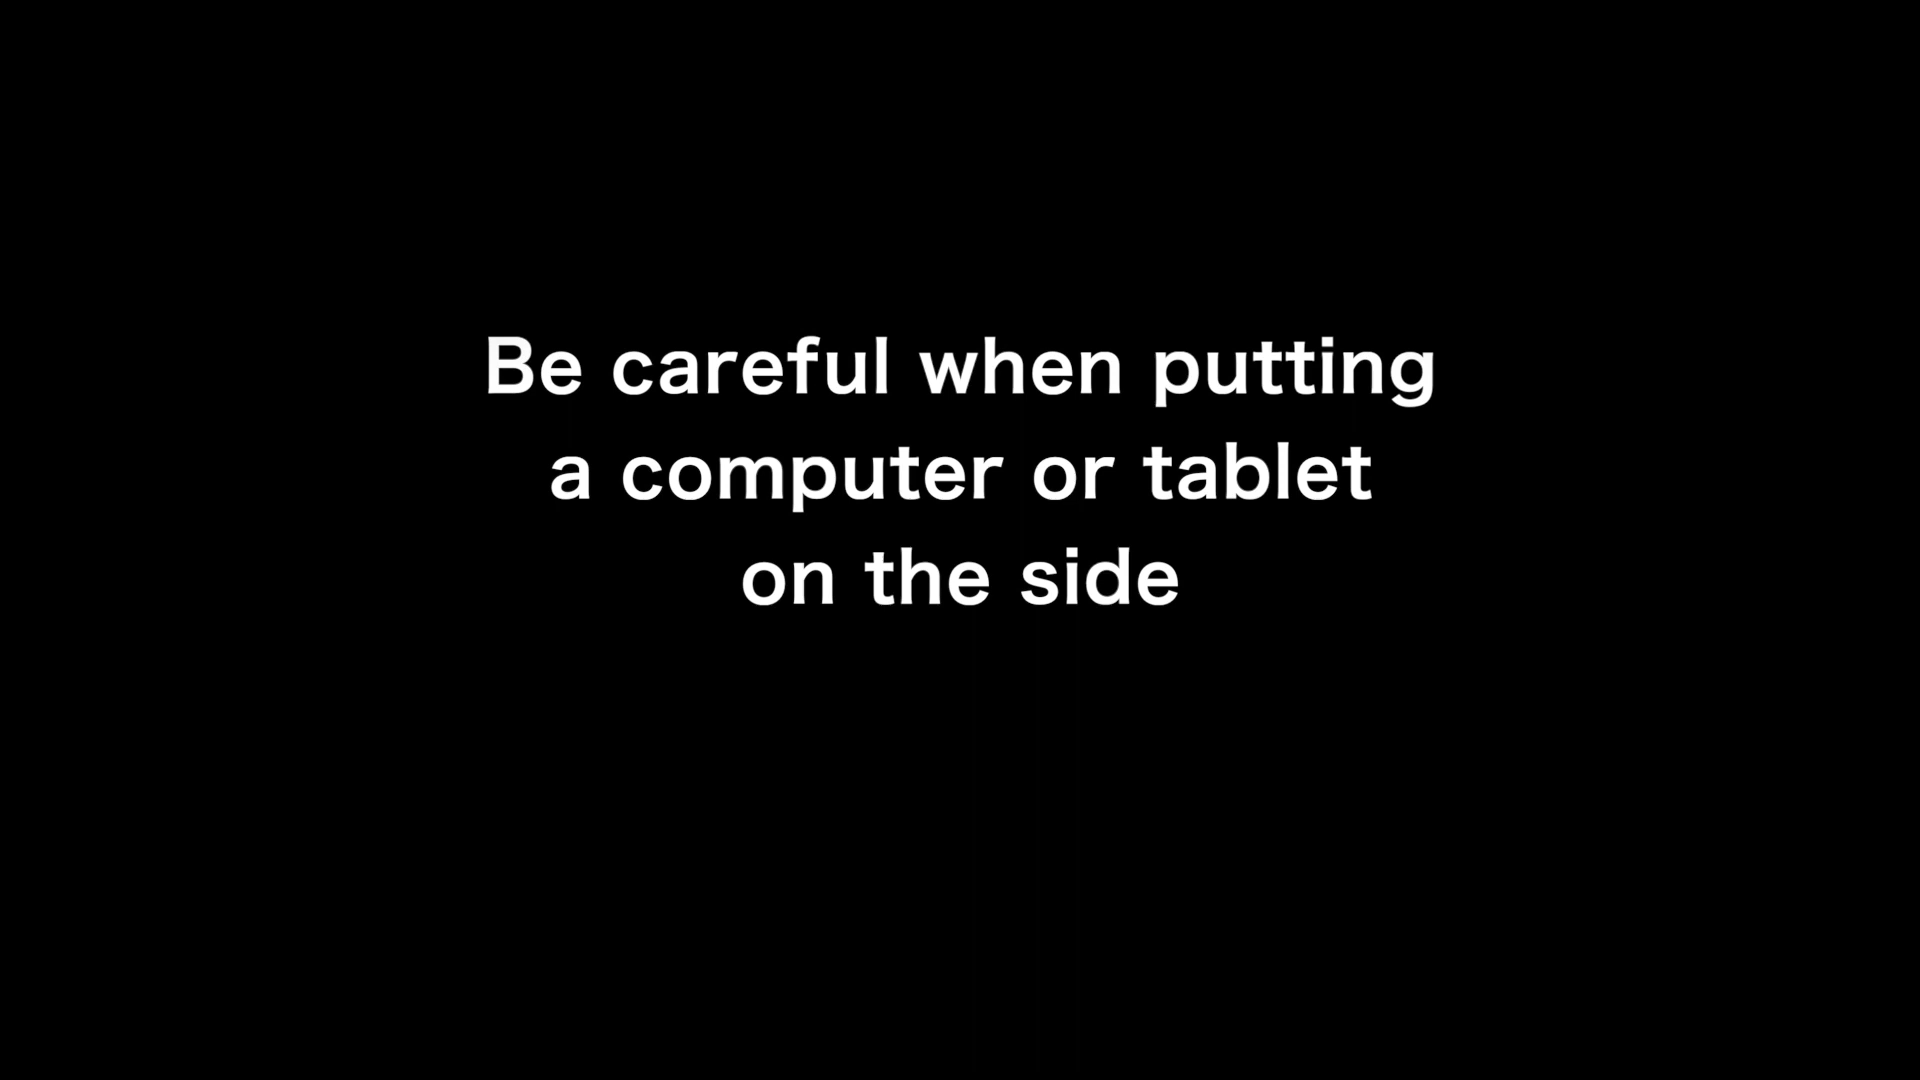 Be careful when putting
a computer or tablet
on the side